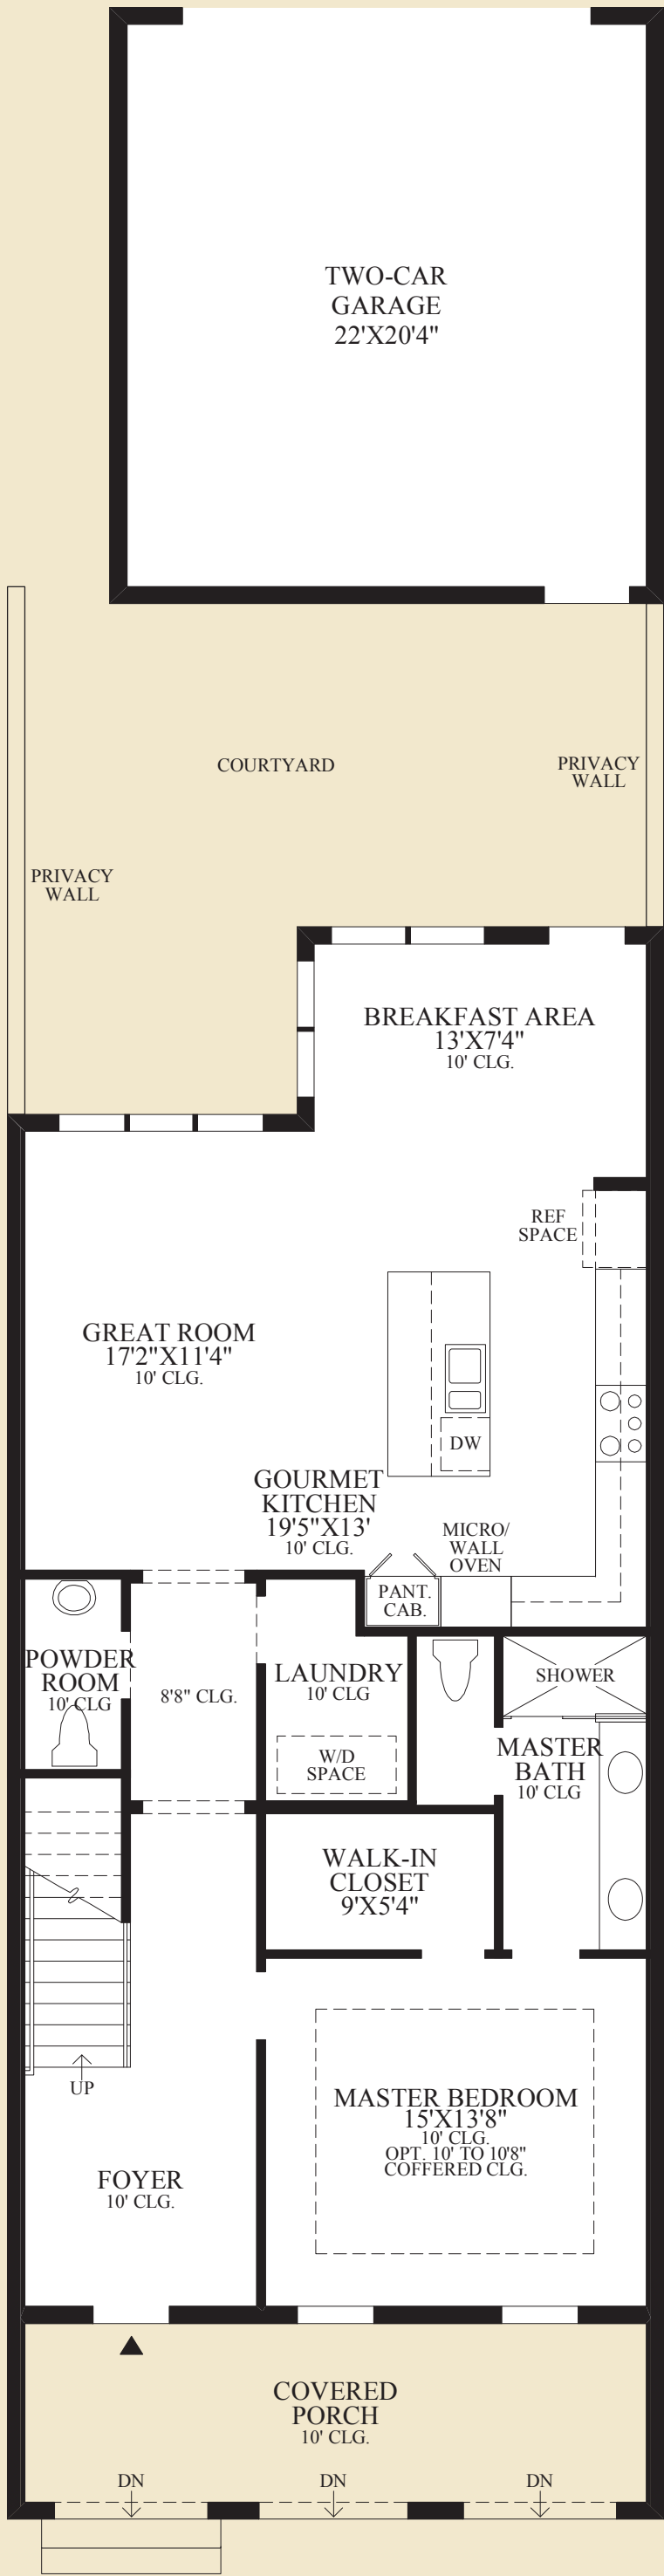 TWO-CAR
GARAGE
22'X20'4"
COURTYARD
PRIVACY
WALL
PRIVACY
WALL
BREAKFAST AREA
13'X7'4"
10' CLG.
REF
SPACE
GREAT ROOM
17'2"X11'4"
10' CLG.
DW
GOURMET
KITCHEN
19'5"X13'
10' CLG.
MICRO/
WALL
OVEN
PANT.
CAB.
POWDER
ROOM
10' CLG
8'8" CLG.
LAUNDRY
10' CLG
W/D
SPACE
SHOWER
MASTER
BATH
10' CLG
WALK-IN
CLOSET
9'X5'4"
UP
MASTER BEDROOM
15'X13'8"
10' CLG.
OPT. 10' TO 10'8"
COFFERED CLG.
FOYER
10' CLG.
COVERED
PORCH
10' CLG.
DN
DN
DN